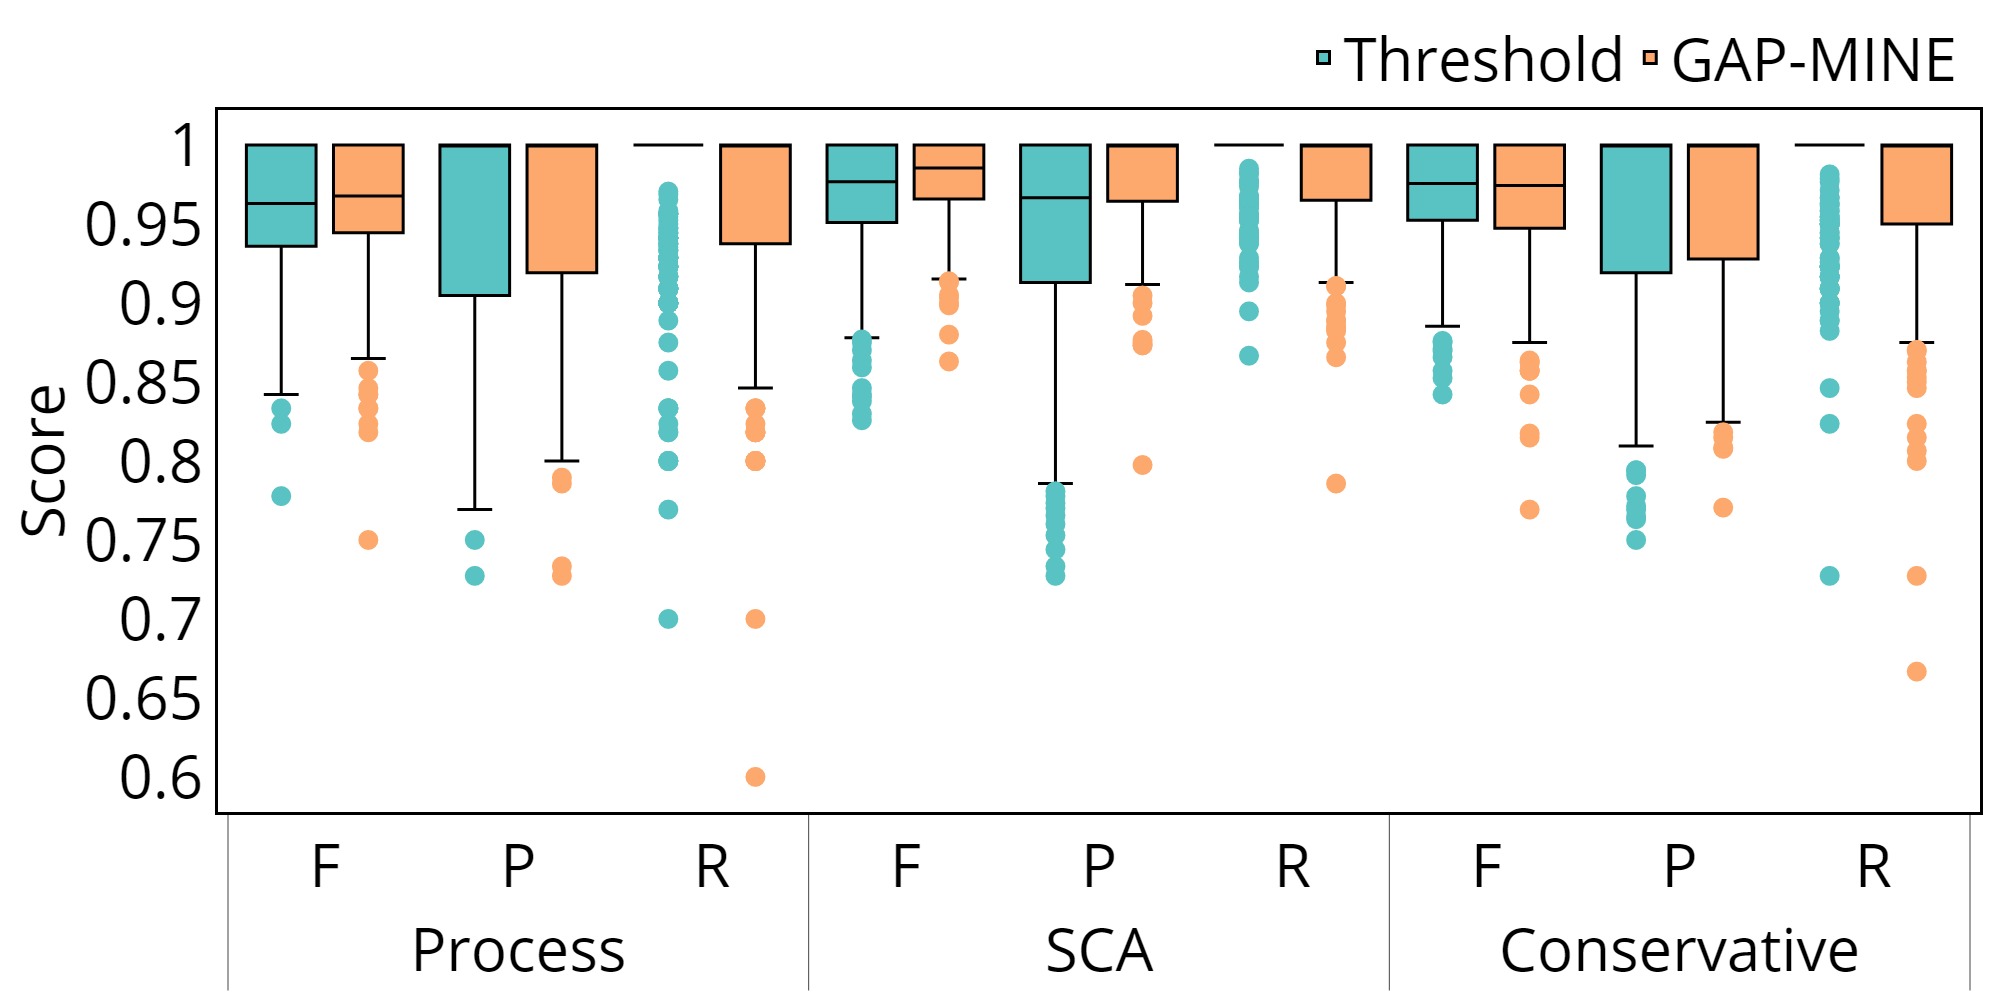 Threshold GAP-MINE
1
0.95
0.9
0.85
0.8
0.75
0.7
0.65
0.6
Score
F P R F P R F P R
Process SCA Conservative